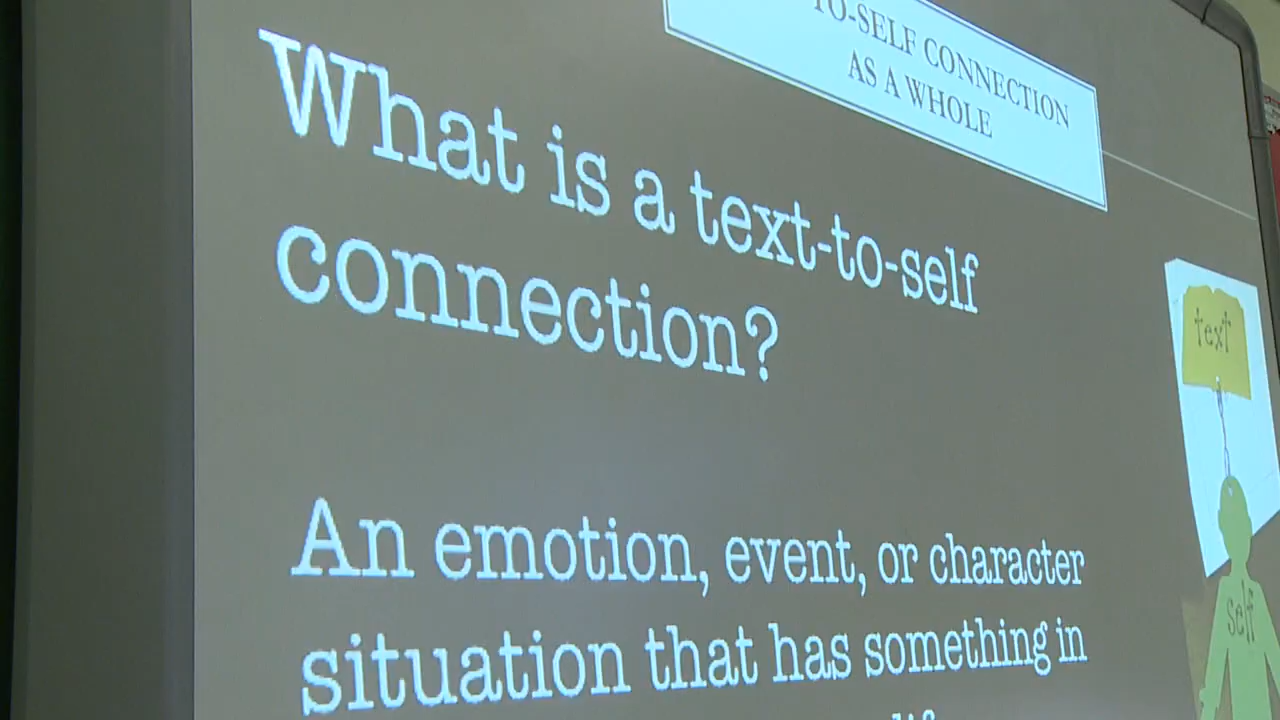 TO-SELF CONNECTION
AS A WHOLE
What is a text-to-self
connection?
text
An emotion, event, or character
self
situation that has something in